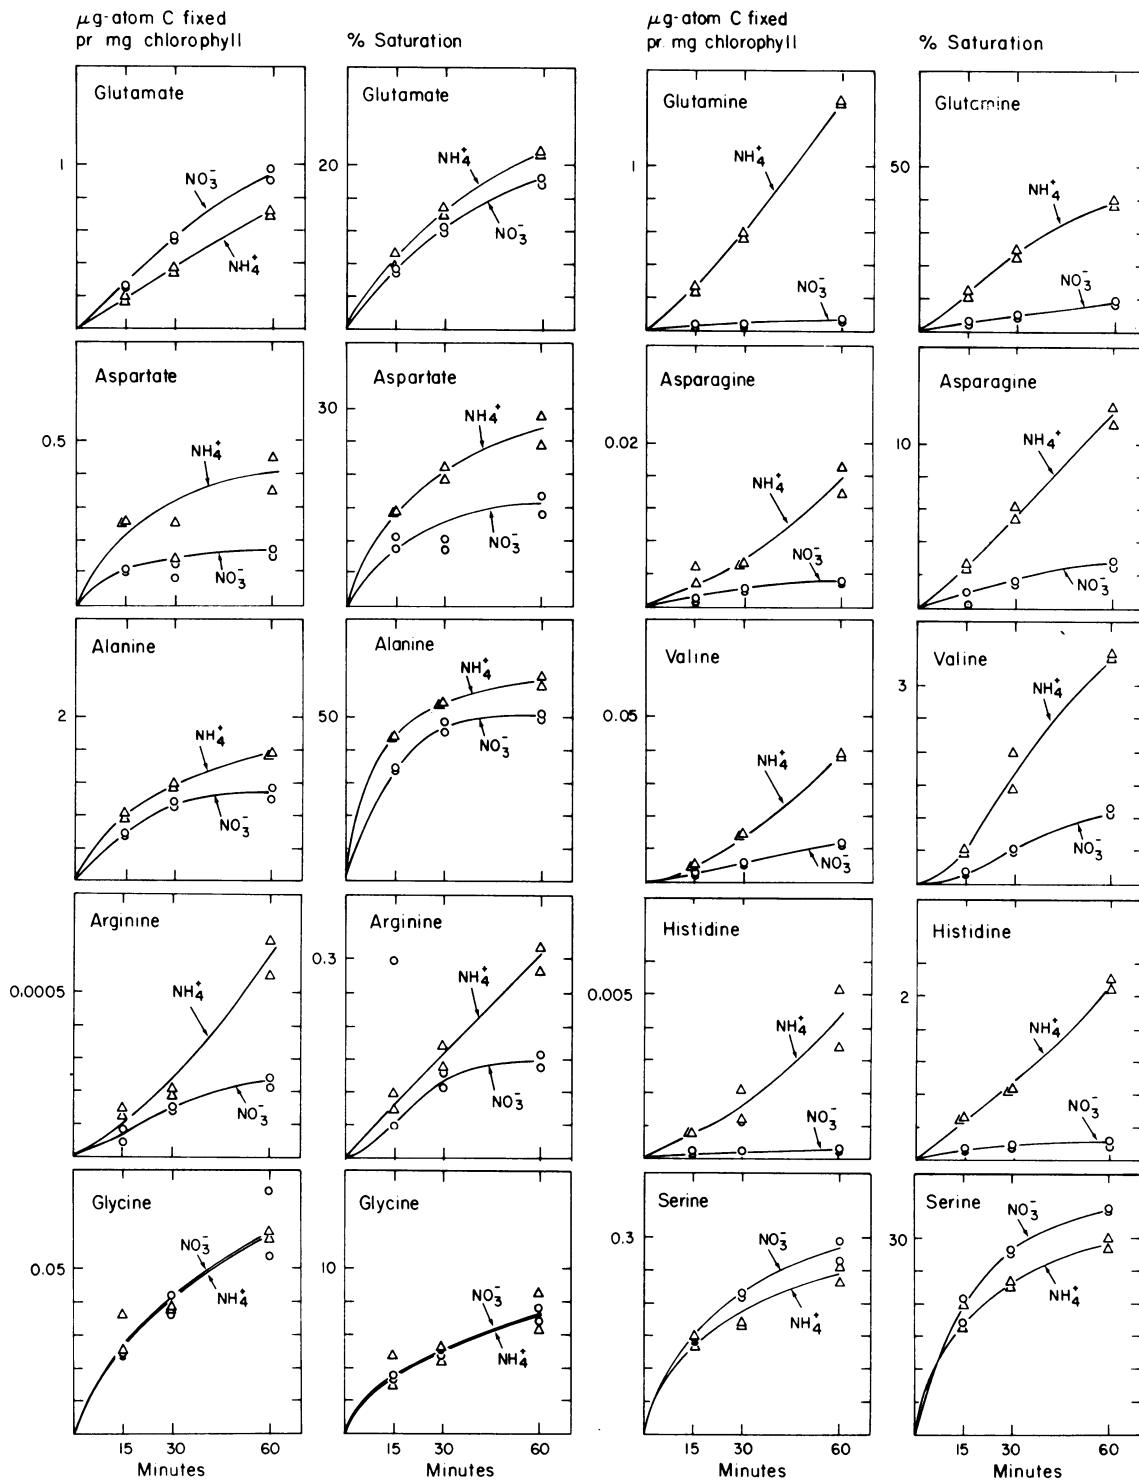 μg-atom C fixed
pr. mg chlorophyll
% Saturation
μg-atom C fixed
pr. mg chlorophyll
% Saturation
Glutamate
1
NO₃⁻
NH₄⁺
Glutamate
20
NH₄⁺
NO₃⁻
Glutamine
1
NH₄⁺
NO₃⁻
Glutamine
50
NH₄⁺
NO₃⁻
Aspartate
0.5
NH₄⁺
NO₃⁻
Aspartate
30
NH₄⁺
NO₃⁻
Asparagine
0.02
NH₄⁺
NO₃⁻
Asparagine
10
NH₄⁺
NO₃⁻
Alanine
2
NH₄⁺
NO₃⁻
Alanine
50
NH₄⁺
NO₃⁻
Valine
0.05
NH₄⁺
NO₃⁻
Valine
3
NH₄⁺
NO₃⁻
Arginine
0.0005
NH₄⁺
NO₃⁻
Arginine
0.3
NH₄⁺
NO₃⁻
Histidine
0.005
NH₄⁺
NO₃⁻
Histidine
2
NH₄⁺
NO₃⁻
Glycine
0.05
NO₃⁻
NH₄⁺
Glycine
10
NO₃⁻
NH₄⁺
Serine
0.3
NO₃⁻
NH₄⁺
Serine
30
NO₃⁻
NH₄⁺
15 30 60
Minutes
15 30 60
Minutes
15 30 60
Minutes
15 30 60
Minutes